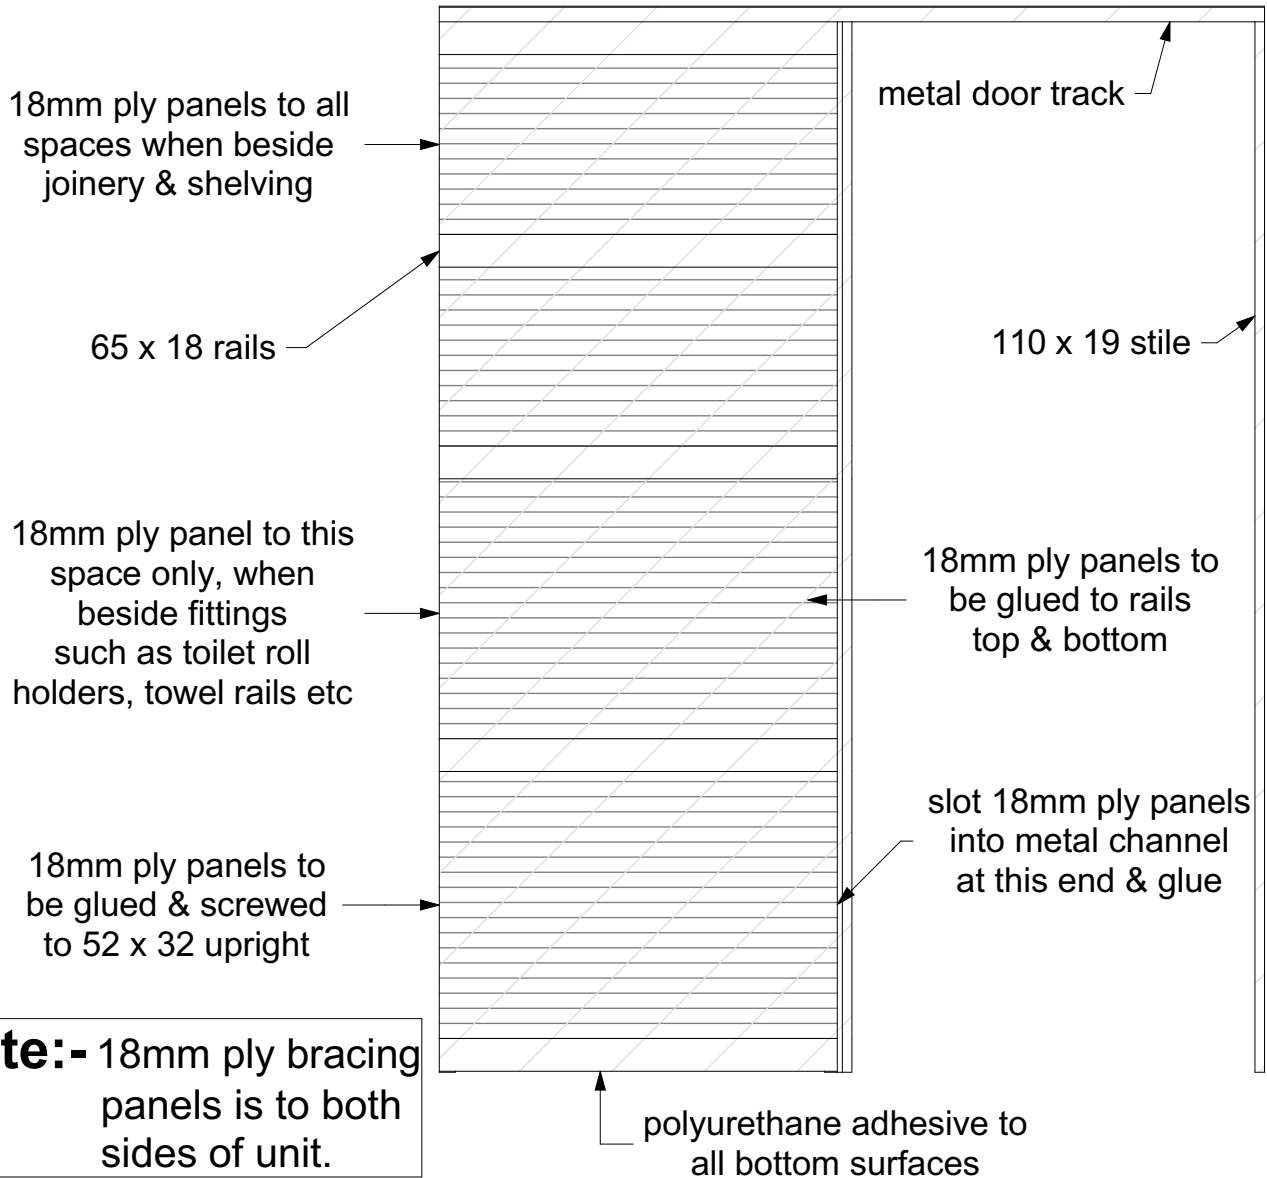 18mm ply panels to all
spaces when beside
joinery & shelving
metal door track
65 x 18 rails
110 x 19 stile
18mm ply panel to this
space only, when
beside fittings
such as toilet roll
holders, towel rails etc
18mm ply panels to
be glued to rails
top & bottom
slot 18mm ply panels
into metal channel
at this end & glue
18mm ply panels to
be glued & screwed
to 52 x 32 upright
te:- 18mm ply bracing
panels is to both
sides of unit.
polyurethane adhesive to
all bottom surfaces